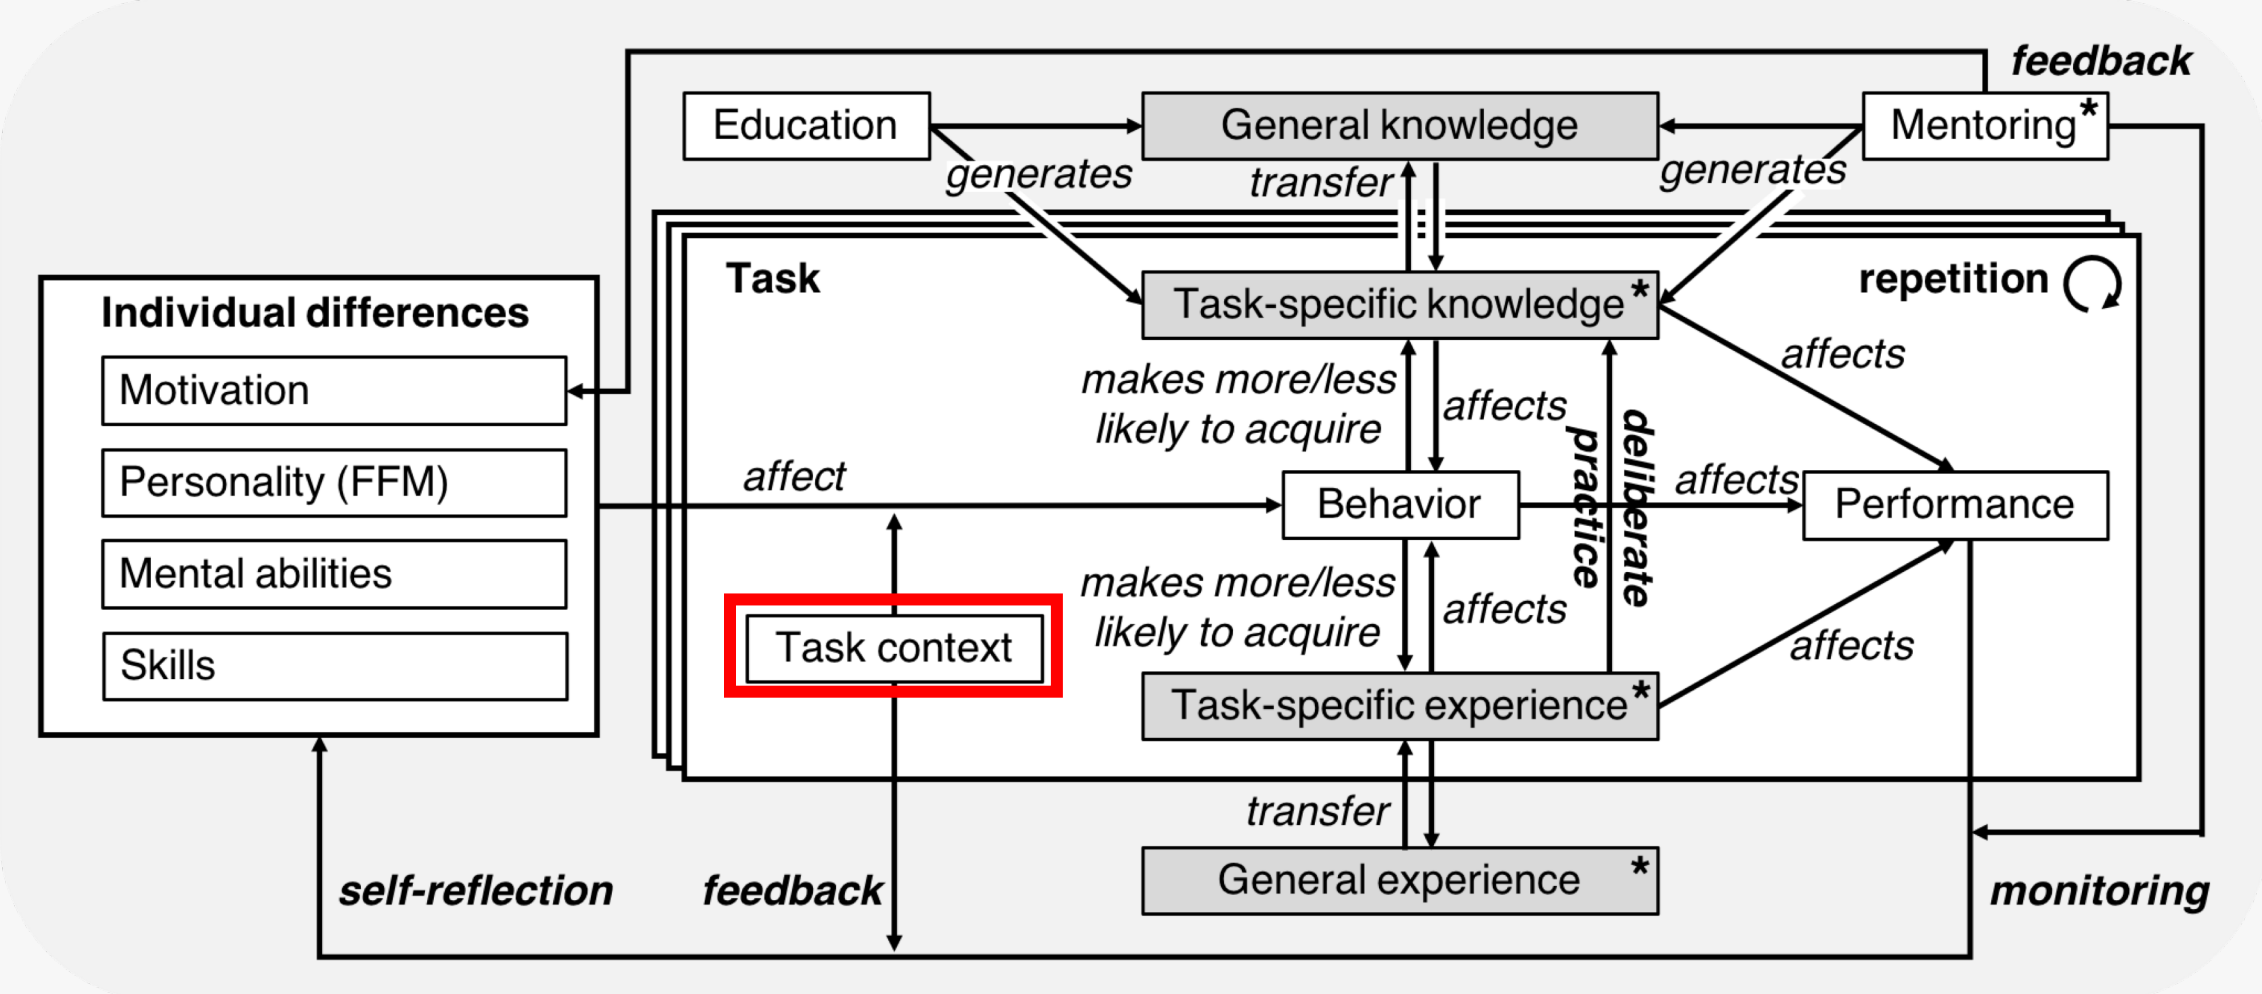 feedback
Education
General knowledge
Mentoring*
generates
transfer
generates
Task
repetition
Individual differences
Task-specific knowledge*
Motivation
makes more/less
likely to acquire
affects
affects
deliberate
practice
Personality (FFM)
affect
Behavior
affects
Performance
Mental abilities
makes more/less
likely to acquire
affects
Task context
affects
Skills
Task-specific experience*
transfer
self-reflection
feedback
General experience*
monitoring